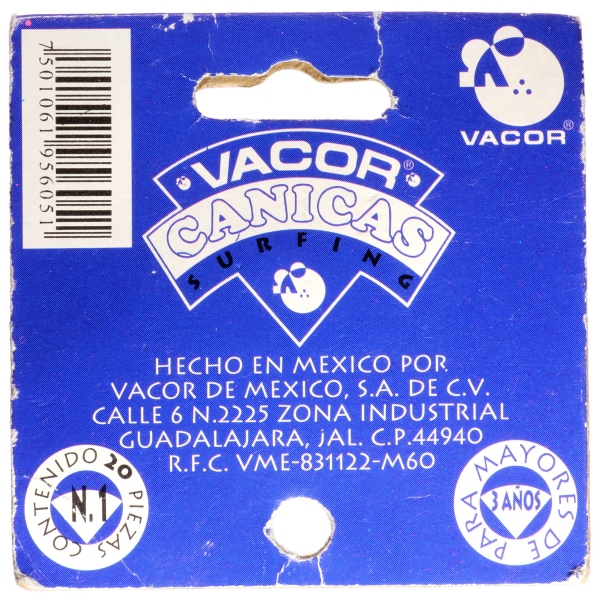 7501061956051
VACOR®
VACOR®
CANICAS
SURFING
HECHO EN MEXICO POR
VACOR DE MEXICO, S.A. DE C.V.
CALLE 6 N.2225 ZONA INDUSTRIAL
GUADALAJARA, JAL. C.P.44940
R.F.C. VME-831122-M60
CONTENIDO 20 PIEZAS
N.1
PARA MAYORES DE
3 AÑOS